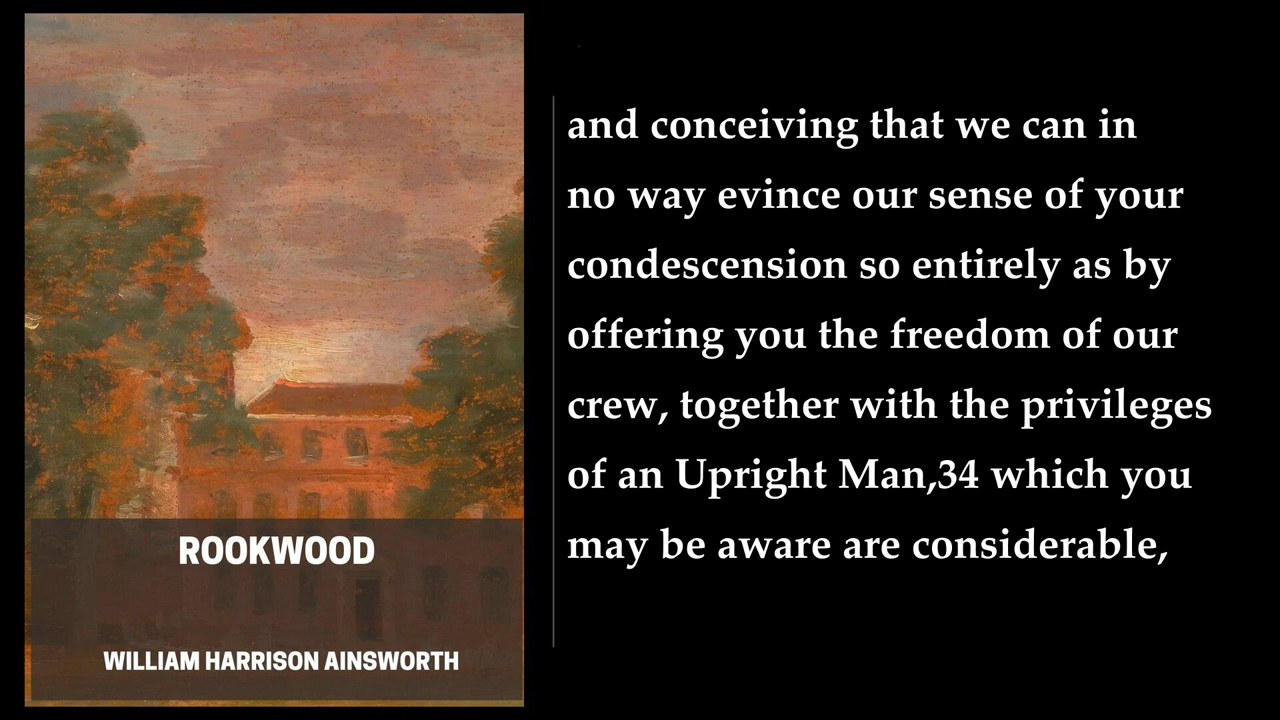 ROOKWOOD
WILLIAM HARRISON AINSWORTH
and conceiving that we can in
no way evince our sense of your
condescension so entirely as by
offering you the freedom of our
crew, together with the privileges
of an Upright Man,34 which you
may be aware are considerable,